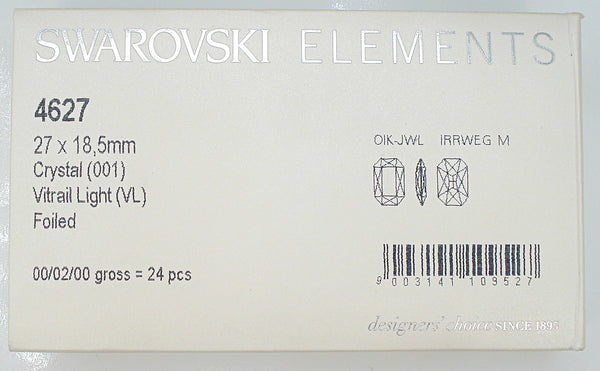 SWAROVSKI ELEMENTS
4627
27 x 18,5mm
Crystal (001)
Vitrail Light (VL)
Foiled
00/02/00 gross = 24 pcs
OIK-JWL IRRWEG M
9 003141 109527
designers' choice SINCE 1895